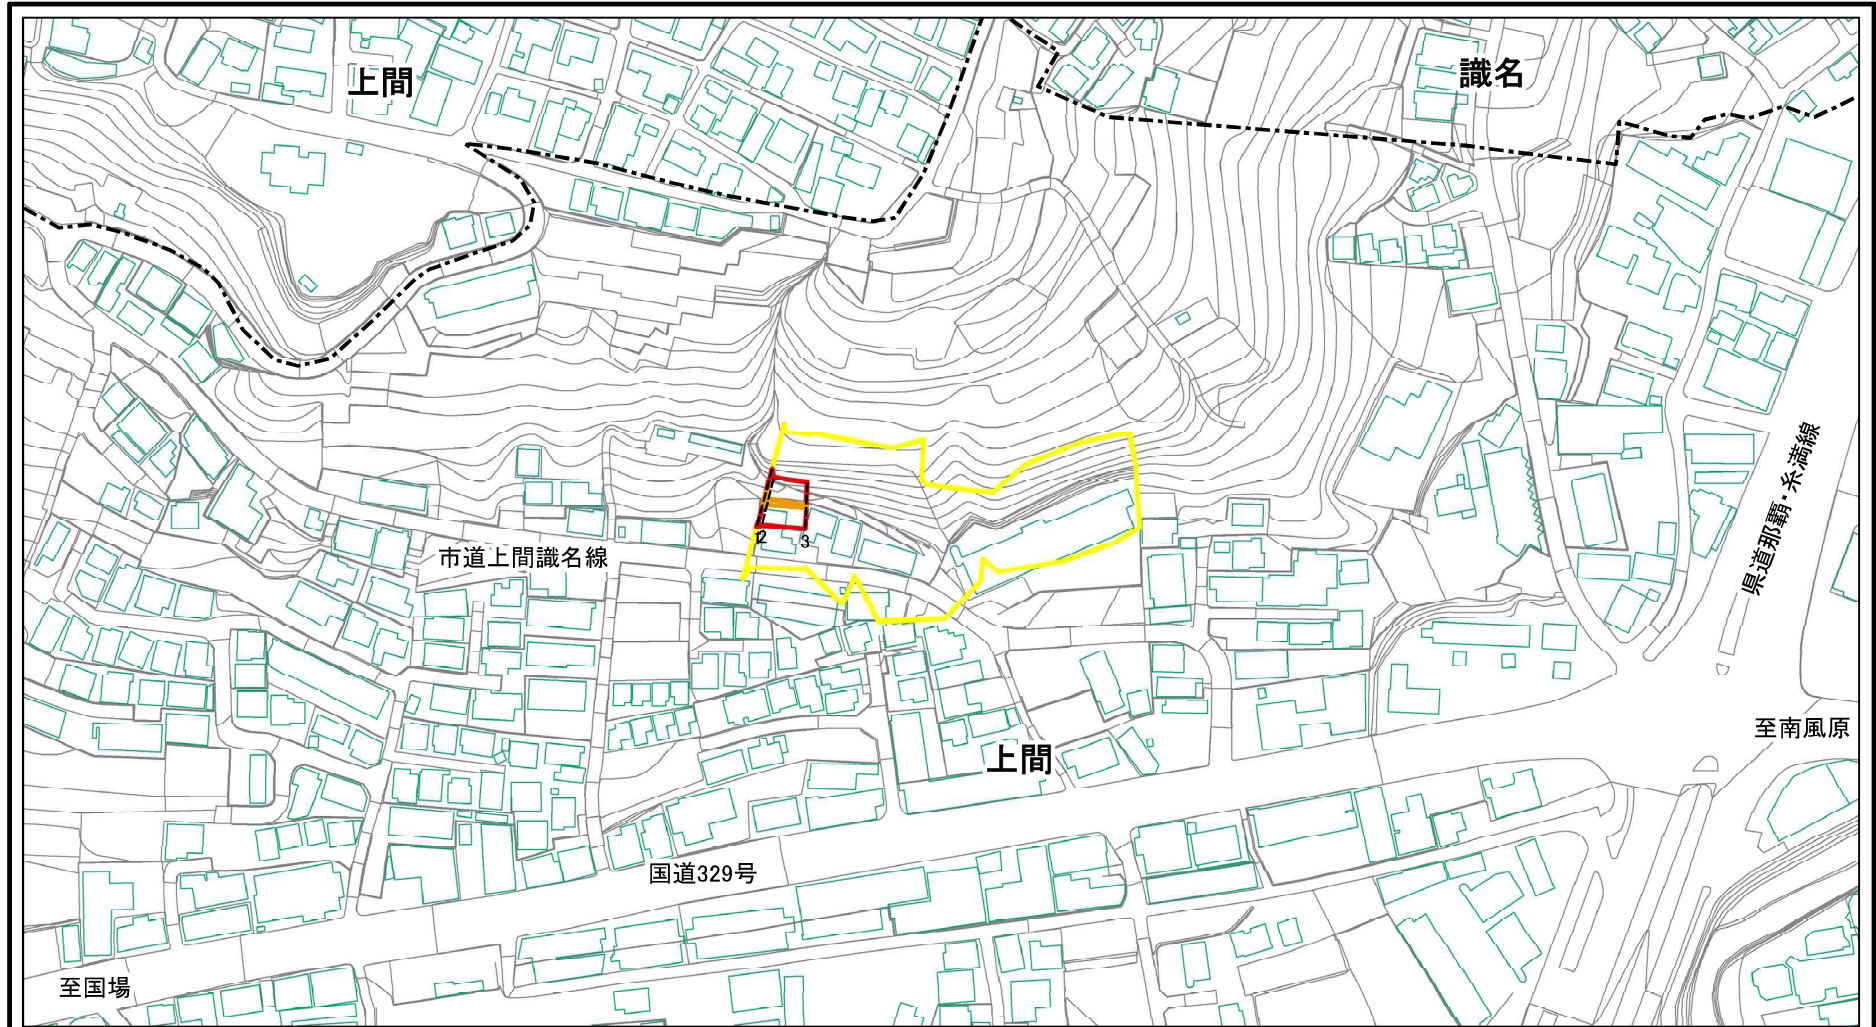 上間
識名
県道那覇・糸満線
12
3
市道上間識名線
至南風原
上間
国道329号
至国場